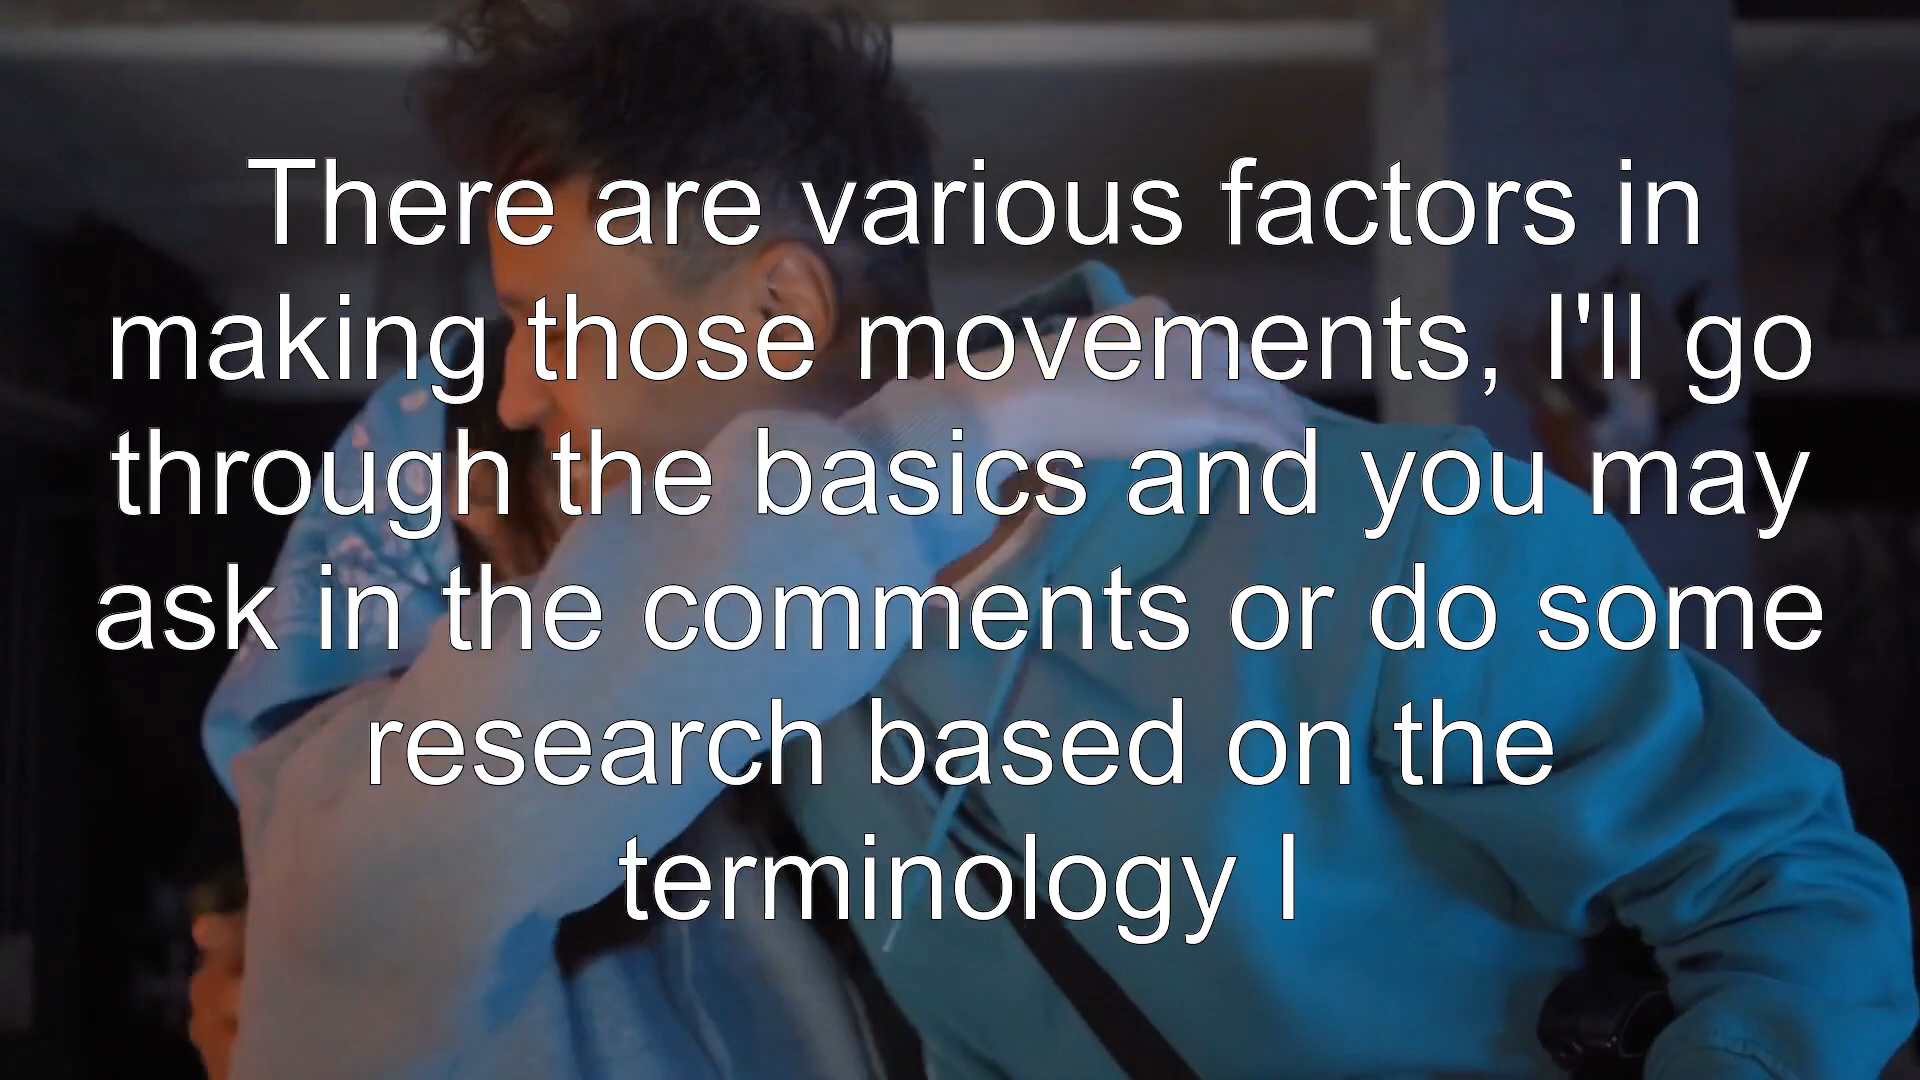 There are various factors in
making those movements, I'll go
through the basics and you may
ask in the comments or do some
research based on the
terminology I